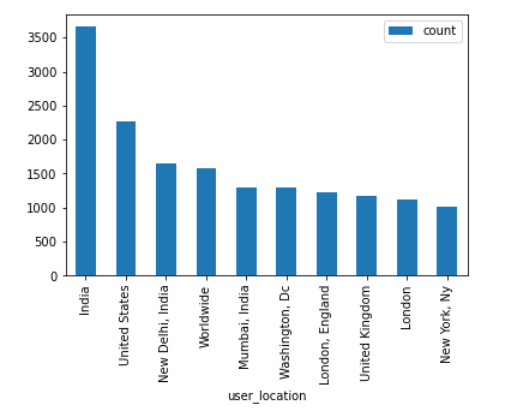 count
3500
3000
2500
2000
1500
1000
500
0
India
United States
New Delhi, India
Worldwide
Mumbai, India
Washington, Dc
London, England
United Kingdom
London
New York, Ny
user_location